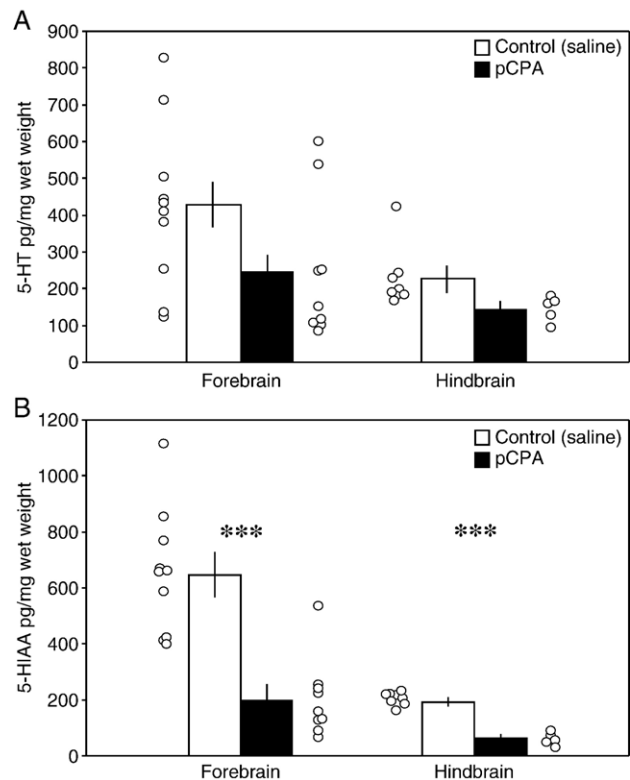 A
900
800
700
600
500
400
300
200
100
0
5-HT pg/mg wet weight
Control (saline)
pCPA
Forebrain Hindbrain
B
1200
1000
800
600
400
200
0
5-HIAA pg/mg wet weight
Control (saline)
pCPA
*** ***
Forebrain Hindbrain